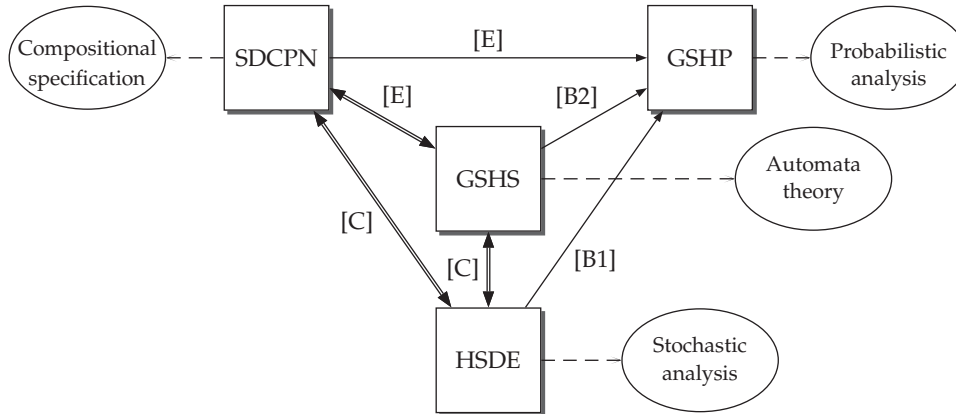 Compositional
specification
SDCPN
[E]
GSHP
Probabilistic
analysis
[E]
[B2]
GSHS
Automata
theory
[C]
[C]
[B1]
HSDE
Stochastic
analysis